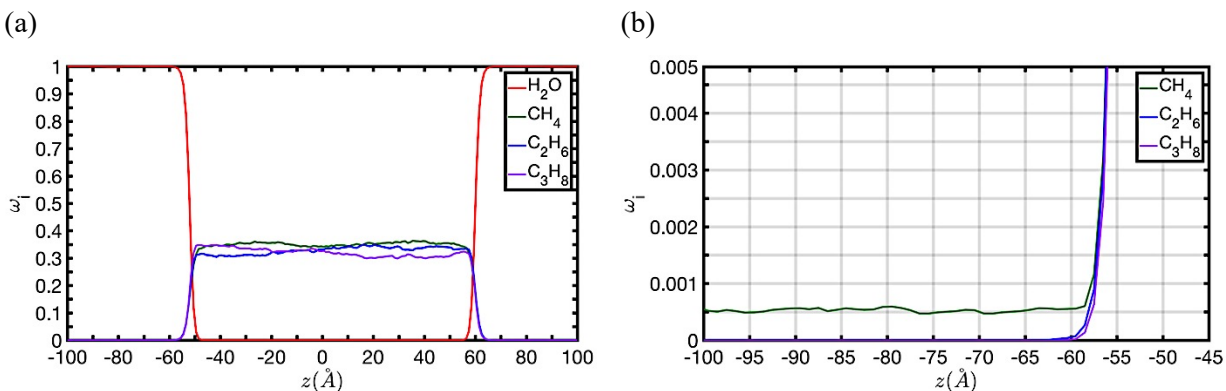 (a)
(b)
1
0.9
0.8
0.7
0.6
0.5
0.4
0.3
0.2
0.1
0
ω_i
-100 -80 -60 -40 -20 0 20 40 60 80 100
z(Å)
H₂O
CH₄
C₂H₆
C₃H₈
0.005
0.004
0.003
0.002
0.001
0
ω_i
-100 -95 -90 -85 -80 -75 -70 -65 -60 -55 -50 -45
z(Å)
CH₄
C₂H₆
C₃H₈